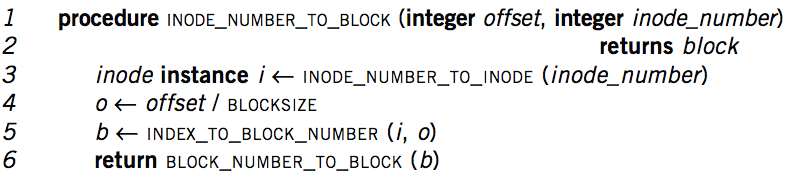 1 procedure INODE_NUMBER_TO_BLOCK (integer offset, integer inode_number)
2 returns block
3 inode instance i ← INODE_NUMBER_TO_INODE (inode_number)
4 o ← offset / BLOCKSIZE
5 b ← INDEX_TO_BLOCK_NUMBER (i, o)
6 return BLOCK_NUMBER_TO_BLOCK (b)